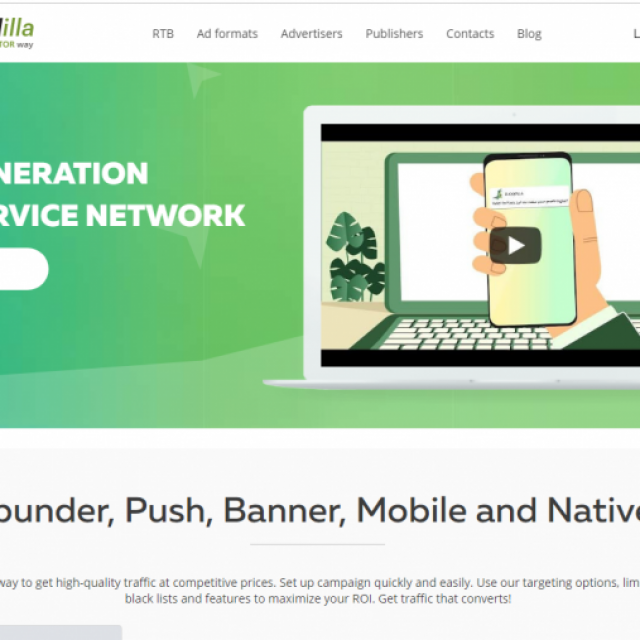 illa
TOR way
RTB Ad formats Advertisers Publishers Contacts Blog L
NERATION
RVICE NETWORK
ounder, Push, Banner, Mobile and Native
way to get high-quality traffic at competitive prices. Set up campaign quickly and easily. Use our targeting options, lim
black lists and features to maximize your ROI. Get traffic that converts!